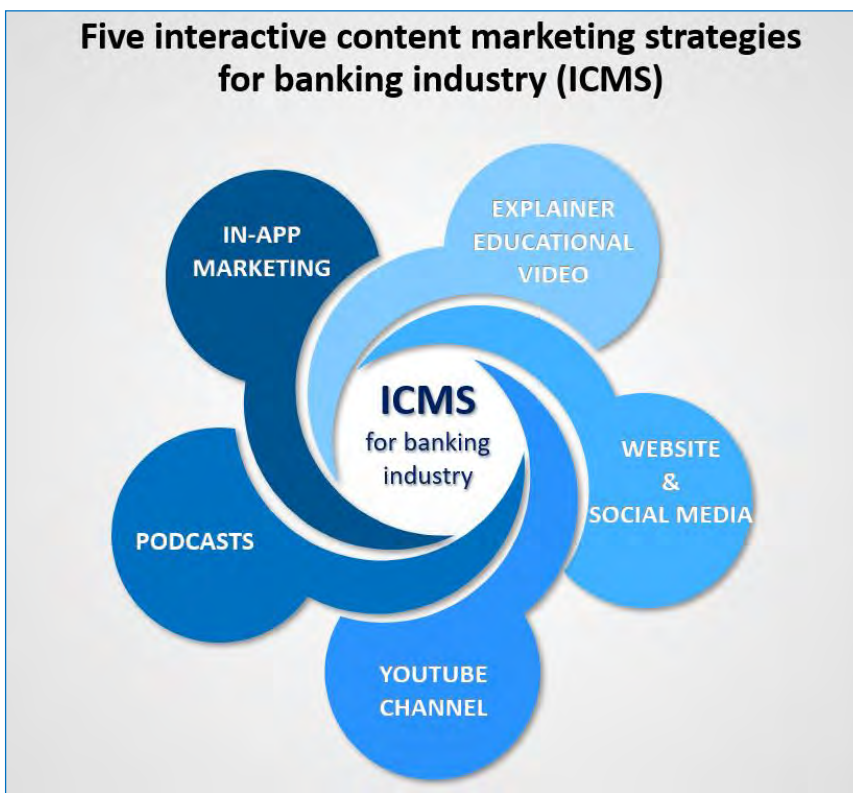 Five interactive content marketing strategies
for banking industry (ICMS)
IN-APP
MARKETING
EXPLAINER
EDUCATIONAL
VIDEO
ICMS
for banking
industry
WEBSITE
&
SOCIAL MEDIA
PODCASTS
YOUTUBE
CHANNEL